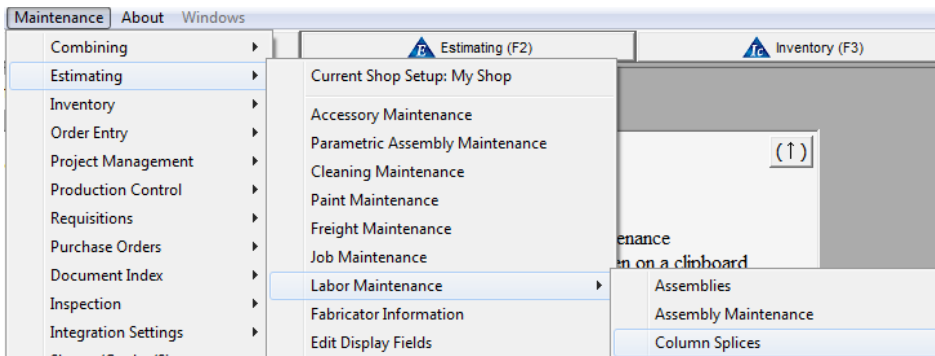 Maintenance About Windows
Combining
Estimating
Inventory
Order Entry
Project Management
Production Control
Requisitions
Purchase Orders
Document Index
Inspection
Integration Settings
E Estimating (F2)
Ic Inventory (F3)
Current Shop Setup: My Shop
Accessory Maintenance
Parametric Assembly Maintenance
Cleaning Maintenance
Paint Maintenance
Freight Maintenance
Job Maintenance
Labor Maintenance
Fabricator Information
Edit Display Fields
(↑)
enance
en on a clipboard
Assemblies
Assembly Maintenance
Column Splices